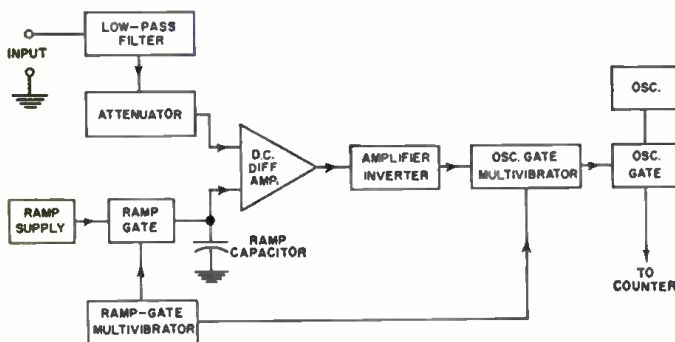 LOW-PASS
FILTER
INPUT
ATTENUATOR
D.C.
DIFF
AMP.
AMPLIFIER
INVERTER
OSC. GATE
MULTIVIBRATOR
OSC.
OSC.
GATE
RAMP
SUPPLY
RAMP
GATE
RAMP
CAPACITOR
RAMP-GATE
MULTIVIBRATOR
TO
COUNTER